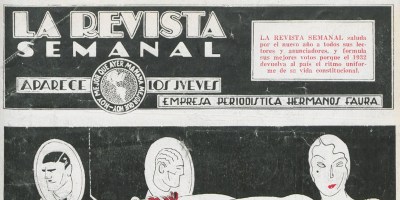 LA REVISTA
SEMANAL
APARECE
LOS JVEVES
EMPRESA PERIODISTICA HERMANOS FAURA.
LA REVISTA SEMANAL saluda
por el nuevo año a todos sus lec-
tores y anunciadores, y formula
sus mejores votos porque el 1932
devuelva al país el ritmo unifor-
me de su vida constitucional.